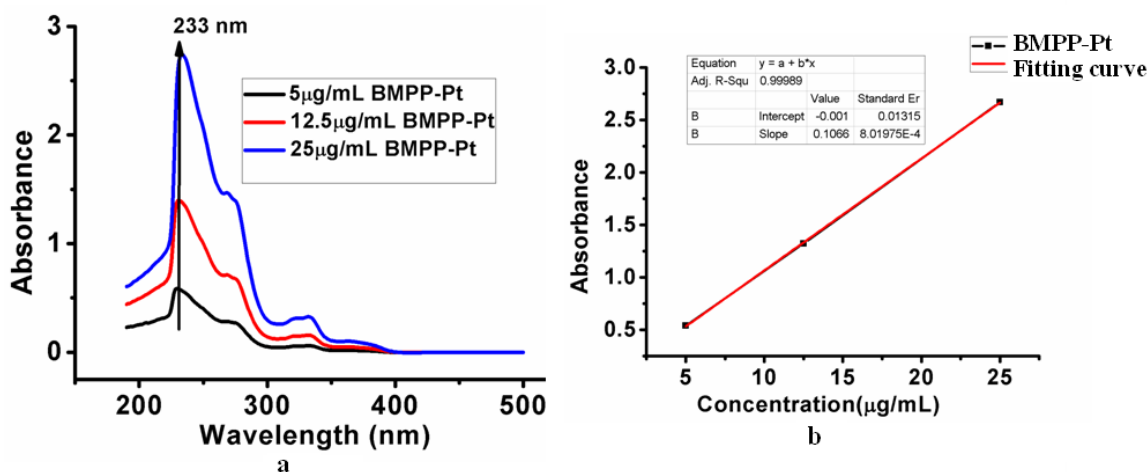 233 nm
5μg/mL BMPP-Pt
12.5μg/mL BMPP-Pt
25μg/mL BMPP-Pt
Absorbance
3
2
1
0
200 300 400 500
Wavelength (nm)
a
BMPP-Pt
Fitting curve
Equation y = a + b*x
Adj. R-Squ 0.99989
Value Standard Er
B Intercept -0.001 0.01315
B Slope 0.1066 8.01975E-4
Absorbance
3.0
2.5
2.0
1.5
1.0
0.5
5 10 15 20 25
Concentration(μg/mL)
b